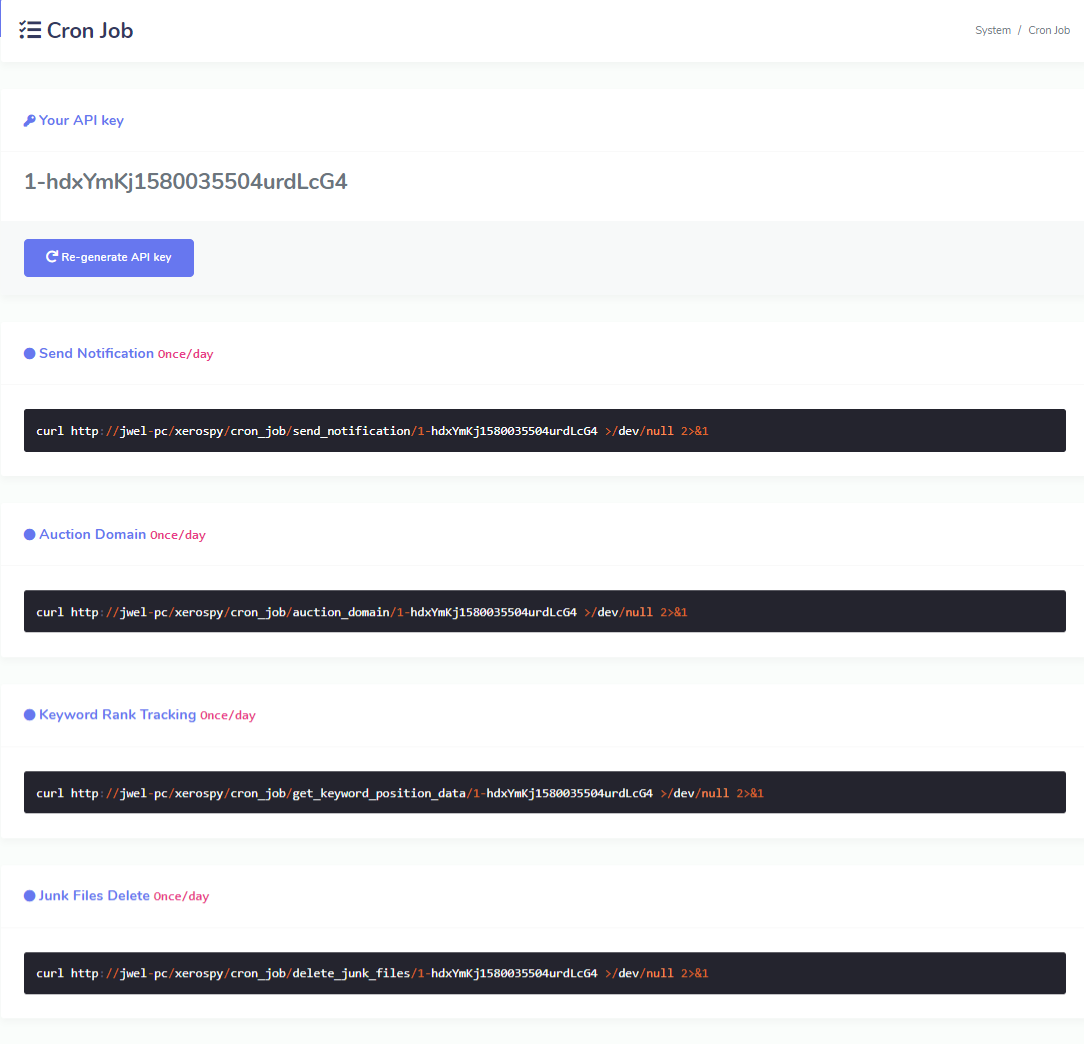 Cron Job
System / Cron Job
Your API key
1-hdxYmKj1580035504urdLcG4
Re-generate API key
Send Notification Once/day
curl http://jwel-pc/xerospy/cron_job/send_notification/1-hdxYmKj1580035504urdLcG4 >/dev/null 2>&1
Auction Domain Once/day
curl http://jwel-pc/xerospy/cron_job/auction_domain/1-hdxYmKj1580035504urdLcG4 >/dev/null 2>&1
Keyword Rank Tracking Once/day
curl http://jwel-pc/xerospy/cron_job/get_keyword_position_data/1-hdxYmKj1580035504urdLcG4 >/dev/null 2>&1
Junk Files Delete Once/day
curl http://jwel-pc/xerospy/cron_job/delete_junk_files/1-hdxYmKj1580035504urdLcG4 >/dev/null 2>&1